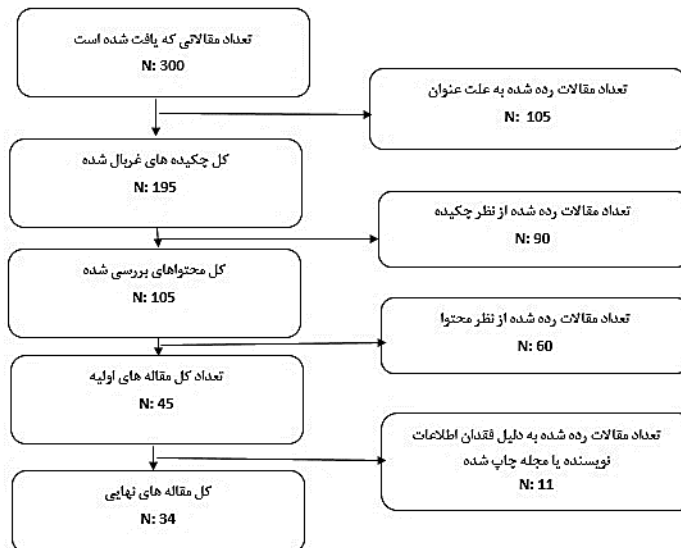 تعداد مقالاتی که یافت شده است
N: 300
تعداد مقالات رده شده به علت عنوان
N: 105
کل چکیده های غربال شده
N: 195
تعداد مقالات رده شده از نظر چکیده
N: 90
کل محتواهای بررسی شده
N: 105
تعداد مقالات رده شده از نظر محتوا
N: 60
تعداد کل مقاله های اولیه
N: 45
تعداد مقالات رده شده به دلیل فقدان اطلاعات
نویسنده یا مجله چاپ شده
N: 11
کل مقاله های نهایی
N: 34